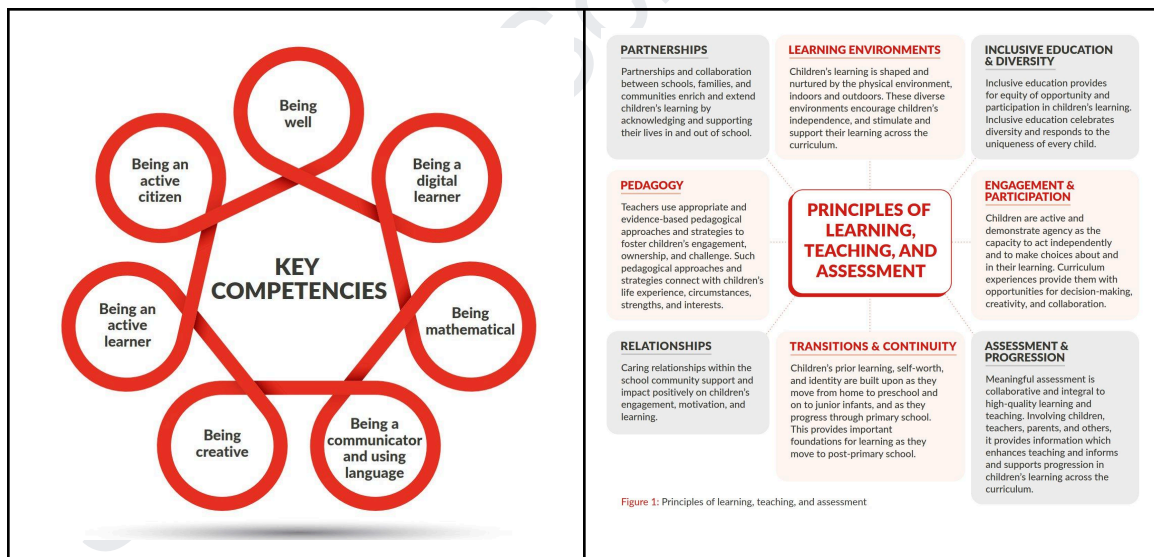 Being
well
Being a
digital
learner
Being
mathematical
Being a
communicator
and using
language
Being
creative
Being an
active
learner
Being an
active
citizen
KEY
COMPETENCIES
PARTNERSHIPS
Partnerships and collaboration
between schools, families, and
communities enrich and extend
children's learning by
acknowledging and supporting
their lives in and out of school.
LEARNING ENVIRONMENTS
Children's learning is shaped and
nurtured by the physical environment,
indoors and outdoors. These diverse
environments encourage children's
independence, and stimulate and
support their learning across the
curriculum.
INCLUSIVE EDUCATION
& DIVERSITY
Inclusive education provides
for equity of opportunity and
participation in children's learning.
Inclusive education celebrates
diversity and responds to the
uniqueness of every child.
PEDAGOGY
Teachers use appropriate and
evidence-based pedagogical
approaches and strategies to
foster children's engagement,
ownership, and challenge. Such
pedagogical approaches and
strategies connect with children's
life experience, circumstances,
strengths, and interests.
PRINCIPLES OF
LEARNING,
TEACHING, AND
ASSESSMENT
ENGAGEMENT &
PARTICIPATION
Children are active and
demonstrate agency as the
capacity to act independently
and to make choices about and
in their learning. Curriculum
experiences provide them with
opportunities for decision-making,
creativity, and collaboration.
RELATIONSHIPS
Caring relationships within the
school community support and
impact positively on children's
engagement, motivation, and
learning.
TRANSITIONS & CONTINUITY
Children's prior learning, self-worth,
and identity are built upon as they
move from home to preschool and
on to junior infants, and as they
progress through primary school.
This provides important
foundations for learning as they
move to post-primary school.
ASSESSMENT &
PROGRESSION
Meaningful assessment is
collaborative and integral to
high-quality learning and
teaching. Involving children,
teachers, parents, and others,
it provides information which
enhances teaching and informs
and supports progression in
children's learning across the
curriculum.
Figure 1: Principles of learning, teaching, and assessment